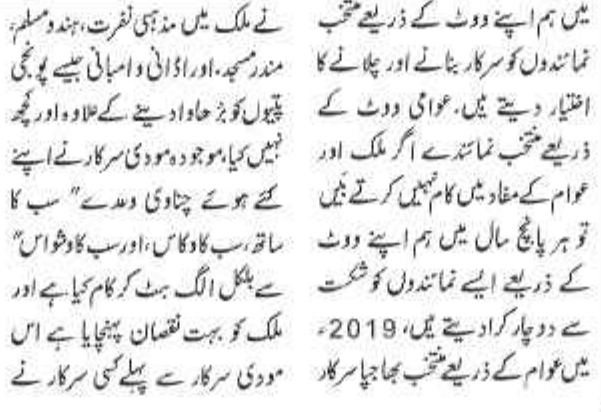 میں ہم اپنے ووٹ کے ذریعے منتخب
نمائندوں کو سرکار بنانے اور چلانے کا
اختیار دیتے ہیں۔ عوامی ووٹ کے
ذریعے منتخب نمائندے اگر ملک اور
عوام کے مفاد میں کام نہیں کرتے ہیں
تو ہر پانچ سال میں ہم اپنے ووٹ
کے ذریعے ایسے نمائندوں کو شکست
سے دوچار کرا دیتے ہیں، 2019ء
میں عوام کے ذریعے منتخب بھاجپا سرکار
نے ملک میں مذہبی نفرت، ہندو مسلم،
مندر مسجد، اور اڈانی و امبانی جیسے پونجی
پتیوں کو بڑھاوا دینے کے علاوہ اور کچھ
نہیں کیا، موجودہ مودی سرکار نے اپنے
کئے ہوئے چناوی وعدے " سب کا
ساتھ، سب کا وکاس، اور سب کا وشواس"
سے بلکل الگ ہٹ کر کام کیا ہے اور
ملک کو بہت نقصان پہنچایا ہے اس
مودی سرکار سے پہلے کسی سرکار نے